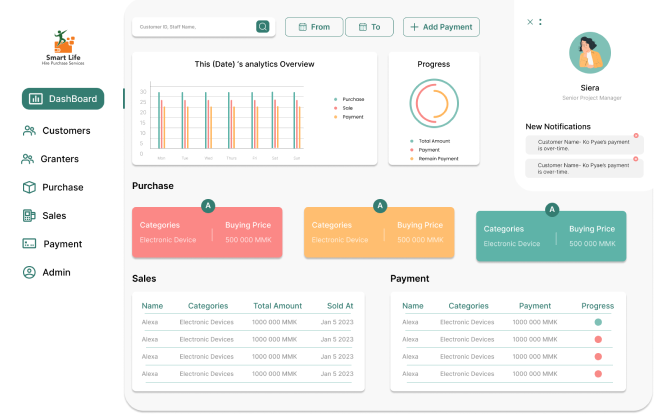 Smart Life
Hire Purchase Services
DashBoard
Customers
Granters
Purchase
Sales
Payment
Admin
Customer ID, Staff Name,
From
To
Add Payment
This (Date) 's analytics Overview
30
25
20
15
10
5
0
Mon
Tue
Wed
Thurs
Fri
Sat
Sun
Purchase
Sale
Payment
Progress
Total Amount
Payment
Remain Payment
Siera
Senior Project Manager
New Notifications
Customer Name- Ko Pyae's payment
is over-time.
Customer Name- Ko Pyae's payment
is over-time.
Purchase
A
Categories Buying Price
Electronic Device 500 000 MMK
A
Categories Buying Price
Electronic Device 500 000 MMK
A
Categories Buying Price
Electronic Device 500 000 MMK
Sales
Name Categories Total Amount Sold At
Alexa Electronic Devices 1000 000 MMK Jan 5 2023
Alexa Electronic Devices 1000 000 MMK Jan 5 2023
Alexa Electronic Devices 1000 000 MMK Jan 5 2023
Alexa Electronic Devices 1000 000 MMK Jan 5 2023
Payment
Name Categories Payment Progress
Alexa Electronic Devices 1000 000 MMK
Alexa Electronic Devices 1000 000 MMK
Alexa Electronic Devices 1000 000 MMK
Alexa Electronic Devices 1000 000 MMK